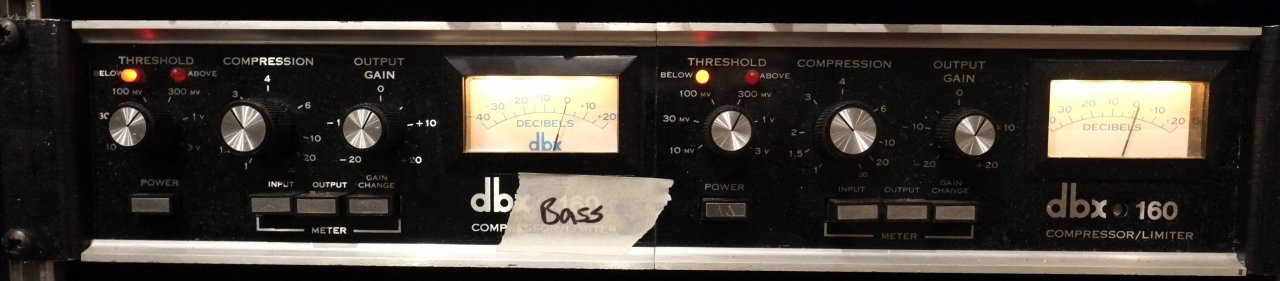 THRESHOLD
BELOW
ABOVE
100 MV
300 MV
30 MV
1 V
10
COMPRESSION
4
3
6
10
20
1
OUTPUT
GAIN
0
-1
+10
-20
20
-40 -30 -20 -10 0 +10 +20
DECIBELS
dbx
POWER
INPUT
OUTPUT
GAIN
CHANGE
METER
dbx
COMPRESSOR/LIMITER
Bass
THRESHOLD
BELOW
ABOVE
100 MV
300 MV
30 MV
1 V
10 MV
3 V
COMPRESSION
4
3
6
2
10
1.5
20
1
∞
OUTPUT
GAIN
0
-10
+10
-20
+20
30 20 10 0 +10
DECIBELS
POWER
INPUT
OUTPUT
GAIN
CHANGE
METER
dbx 160
COMPRESSOR/LIMITER